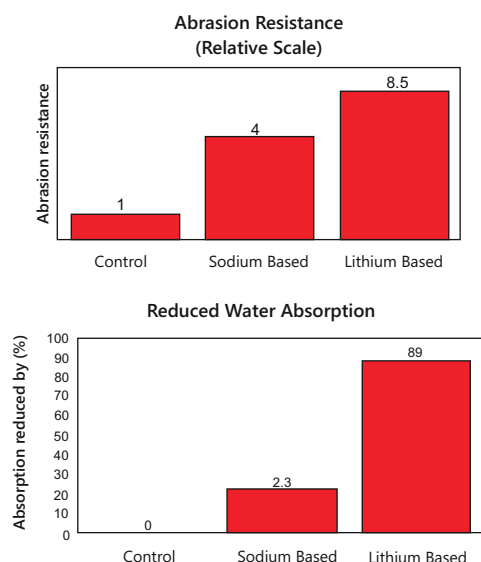 Abrasion Resistance
(Relative Scale)
Abrasion resistance
1
4
8.5
Control
Sodium Based
Lithium Based
Reduced Water Absorption
Absorption reduced by (%)
100
90
80
70
60
50
40
30
20
10
0
0
2.3
89
Control
Sodium Based
Lithium Based